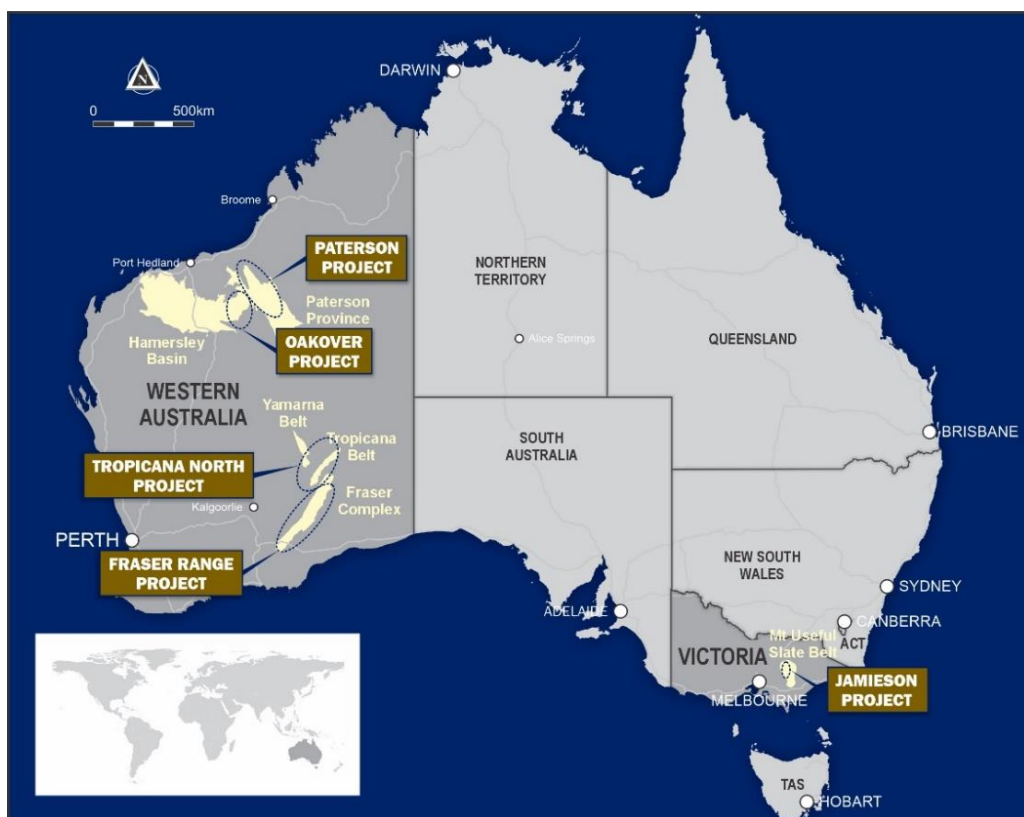 DARWIN
N
0 500km
Broome
PATERSON
PROJECT
Port Hedland
NORTHERN
TERRITORY
Paterson
Province
Hamersley
Basin
OAKOVER
PROJECT
Alice Springs
QUEENSLAND
WESTERN
AUSTRALIA
Yamarna
Belt
Tropicana
Belt
SOUTH
AUSTRALIA
BRISBANE
TROPICANA NORTH
PROJECT
Fraser
Complex
Kalgoorlie
PERTH
FRASER RANGE
PROJECT
NEW SOUTH
WALES
SYDNEY
ADELAIDE
CANBERRA
ACT
Mt Useful
Slate Belt
VICTORIA
JAMIESON
PROJECT
MELBOURNE
TAS
HOBART